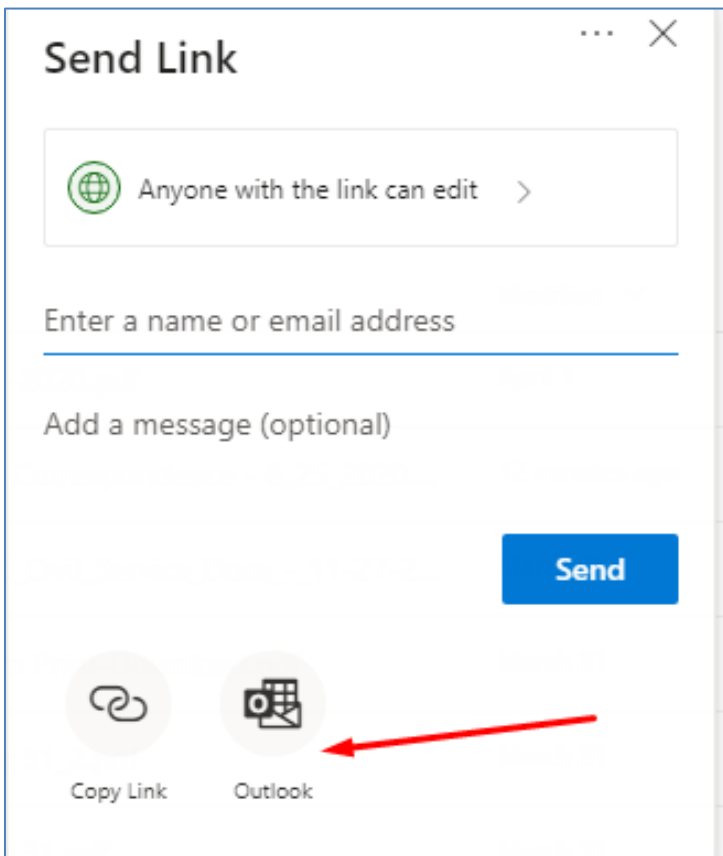 Send Link
Anyone with the link can edit
Enter a name or email address
Add a message (optional)
Send
Copy Link
Outlook